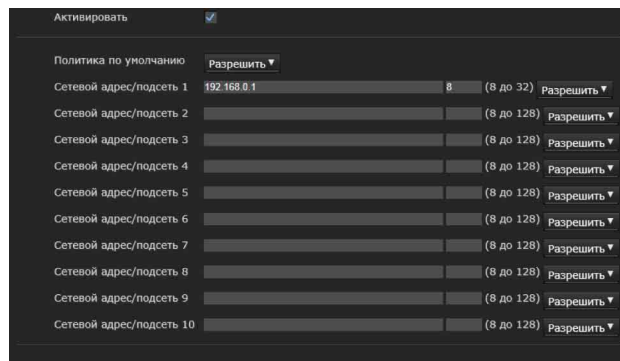 Активировать
Политика по умолчанию Разрешить
Сетевой адрес/подсеть 1 192.168.0.1 8 (8 до 32) Разрешить
Сетевой адрес/подсеть 2 (8 до 128) Разрешить
Сетевой адрес/подсеть 3 (8 до 128) Разрешить
Сетевой адрес/подсеть 4 (8 до 128) Разрешить
Сетевой адрес/подсеть 5 (8 до 128) Разрешить
Сетевой адрес/подсеть 6 (8 до 128) Разрешить
Сетевой адрес/подсеть 7 (8 до 128) Разрешить
Сетевой адрес/подсеть 8 (8 до 128) Разрешить
Сетевой адрес/подсеть 9 (8 до 128) Разрешить
Сетевой адрес/подсеть 10 (8 до 128) Разрешить